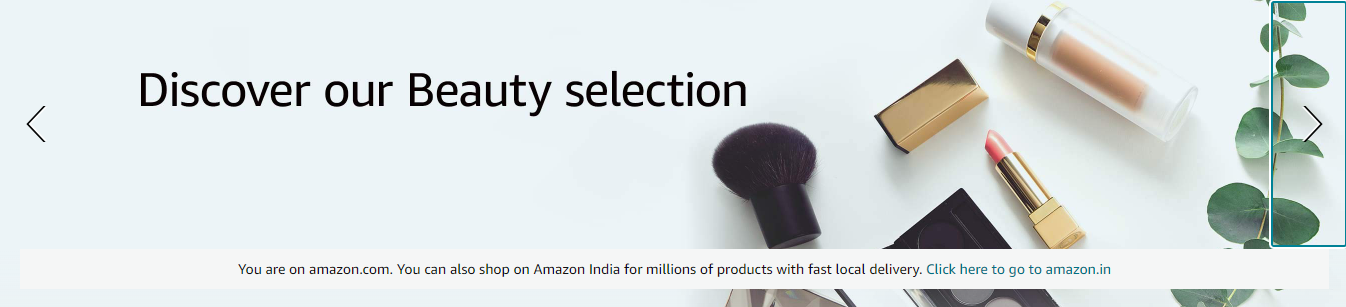 Discover our Beauty selection
You are on amazon.com. You can also shop on Amazon India for millions of products with fast local delivery. Click here to go to amazon.in